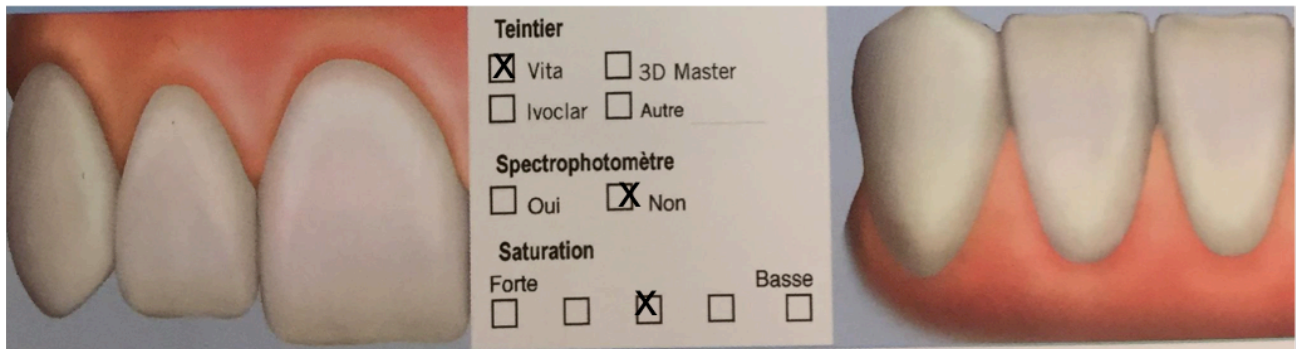 Teintier
X Vita 3D Master
Ivoclar Autre
Spectrophotomètre
Oui X Non
Saturation
Forte Basse
X